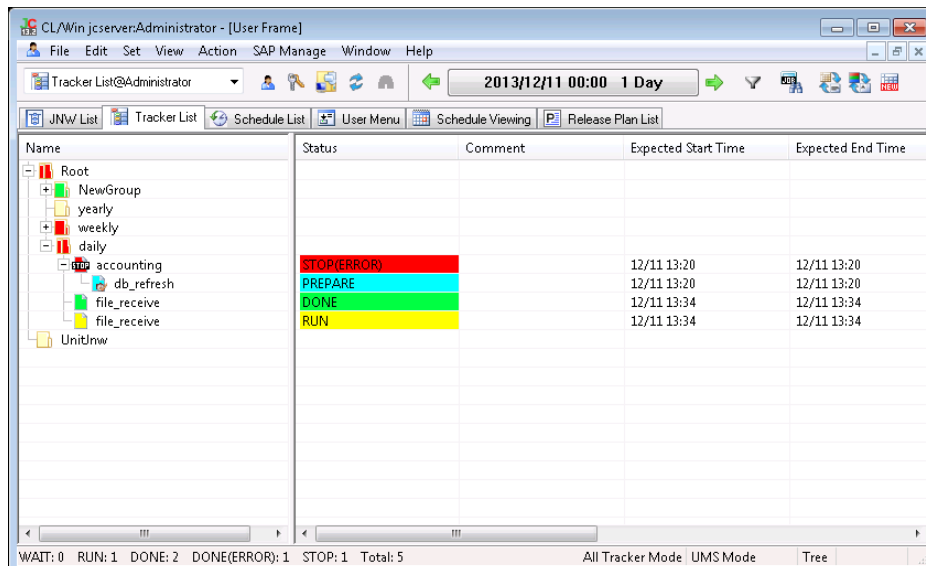 CL/Win jcserver:Administrator - [User Frame]
File Edit Set View Action SAP Manage Window Help
Tracker List@Administrator 2013/12/11 00:00 1 Day JOB NEW
JNW List Tracker List Schedule List User Menu Schedule Viewing Release Plan List
Name Status Comment Expected Start Time Expected End Time
Root
NewGroup
yearly
weekly
daily
STOP accounting STOP(ERROR) 12/11 13:20 12/11 13:20
db_refresh PREPARE 12/11 13:20 12/11 13:20
file_receive DONE 12/11 13:34 12/11 13:34
file_receive RUN 12/11 13:34 12/11 13:34
UnitJnw
WAIT: 0 RUN: 1 DONE: 2 DONE(ERROR): 1 STOP: 1 Total: 5 All Tracker Mode UMS Mode Tree